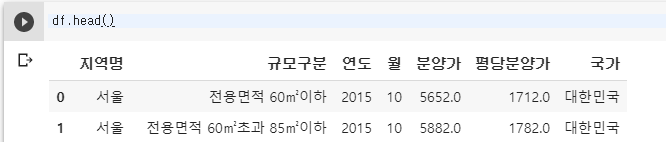 df.head()
지역명 규모구분 연도 월 분양가 평당분양가 국가
0 서울 전용면적 60㎡이하 2015 10 5652.0 1712.0 대한민국
1 서울 전용면적 60㎡초과 85㎡이하 2015 10 5882.0 1782.0 대한민국